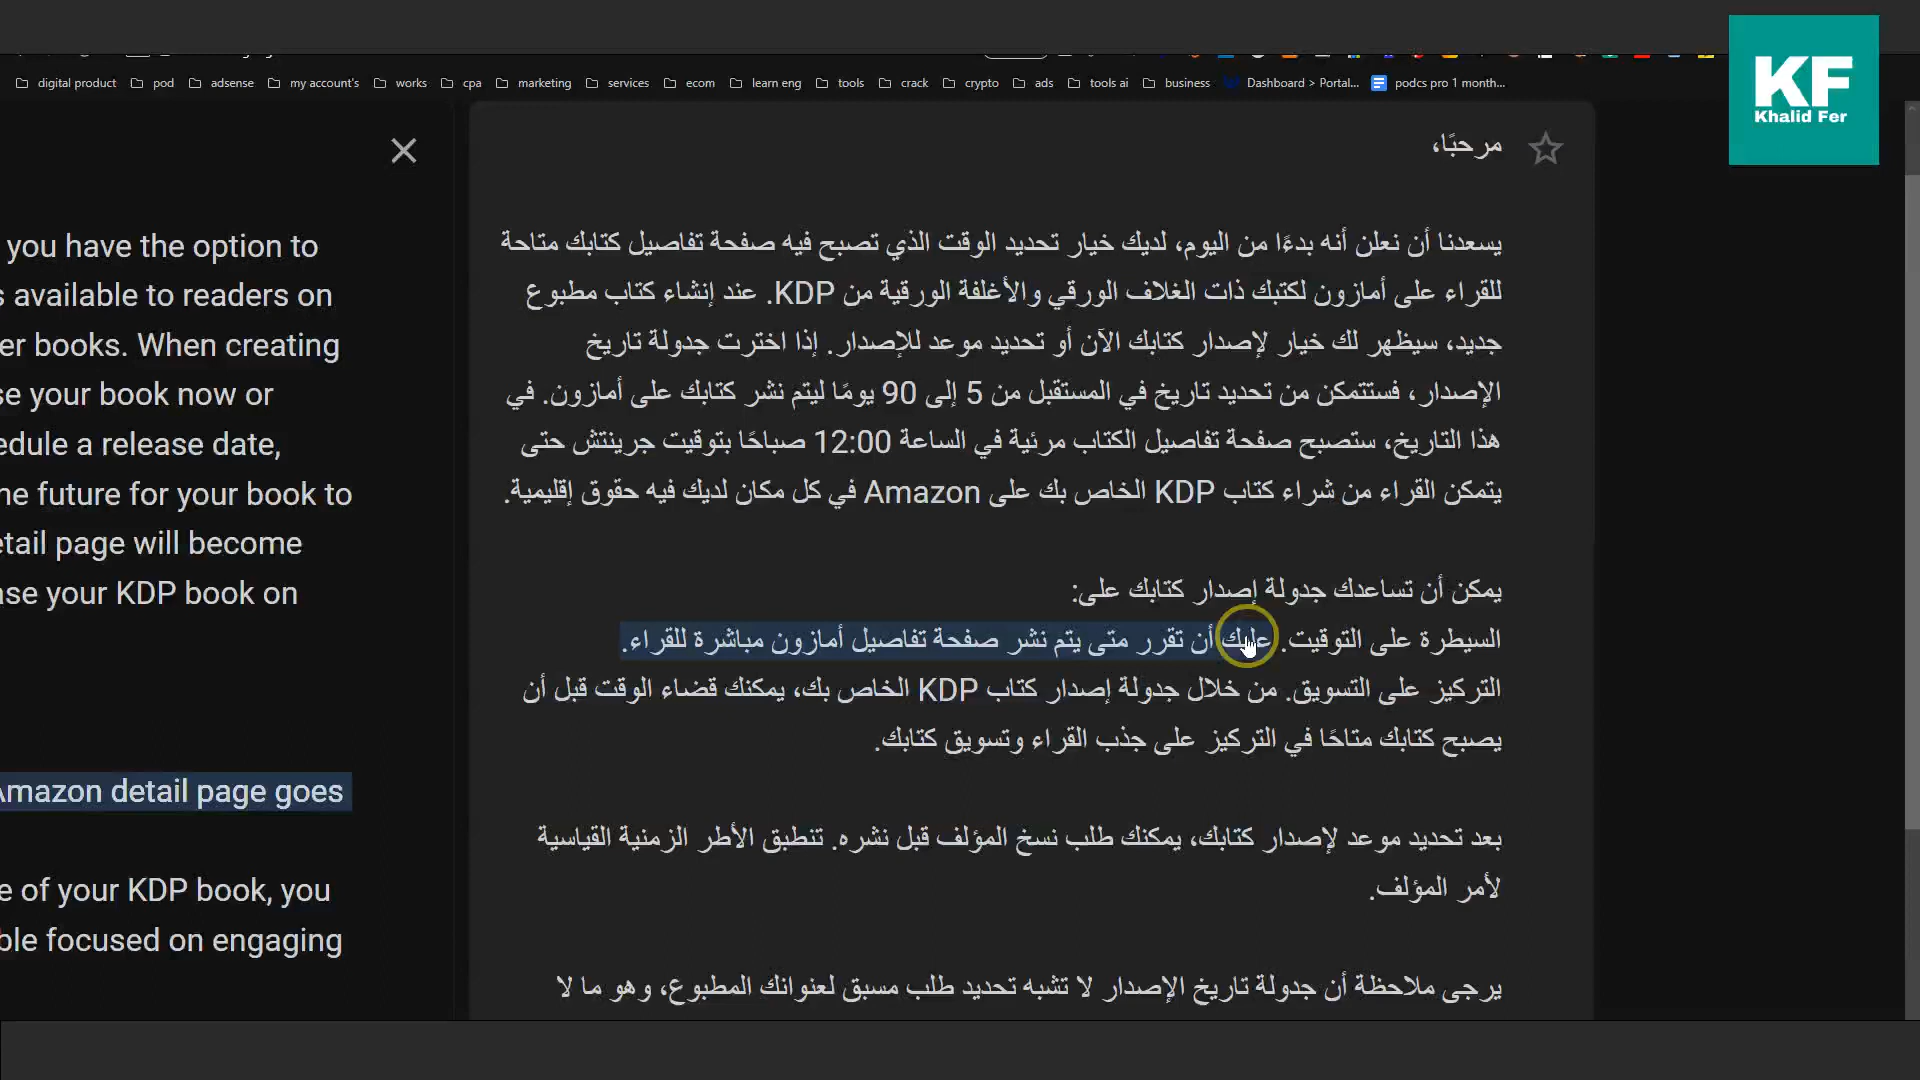 digital product pod adsense my account's works cpa marketing services ecom learn eng tools crack crypto ads tools ai business Dashboard > Portal... podcs pro 1 month...
KF
Khalid Fer
you have the option to
s available to readers on
er books. When creating
se your book now or
edule a release date,
ne future for your book to
etail page will become
ase your KDP book on
Amazon detail page goes
e of your KDP book, you
ble focused on engaging
مرحبًا،
يسعدنا أن نعلن أنه بدءًا من اليوم، لديك خيار تحديد الوقت الذي تصبح فيه صفحة تفاصيل كتابك متاحة
للقراء على أمازون لكتبك ذات الغلاف الورقي والأغلفة الورقية من KDP. عند إنشاء كتاب مطبوع
جديد، سيظهر لك خيار لإصدار كتابك الآن أو تحديد موعد للإصدار. إذا اخترت جدولة تاريخ
الإصدار، فستتمكن من تحديد تاريخ في المستقبل من 5 إلى 90 يومًا ليتم نشر كتابك على أمازون. في
هذا التاريخ، ستصبح صفحة تفاصيل الكتاب مرئية في الساعة 12:00 صباحًا بتوقيت جرينتش حتى
يتمكن القراء من شراء كتاب KDP الخاص بك على Amazon في كل مكان لديك فيه حقوق إقليمية.
يمكن أن تساعدك جدولة إصدار كتابك على:
السيطرة على التوقيت. عليك أن تقرر متى يتم نشر صفحة تفاصيل أمازون مباشرة للقراء.
التركيز على التسويق. من خلال جدولة إصدار كتاب KDP الخاص بك، يمكنك قضاء الوقت قبل أن
يصبح كتابك متاحًا في التركيز على جذب القراء وتسويق كتابك.
بعد تحديد موعد لإصدار كتابك، يمكنك طلب نسخ المؤلف قبل نشره. تنطبق الأطر الزمنية القياسية
لأمر المؤلف.
يرجى ملاحظة أن جدولة تاريخ الإصدار لا تشبه تحديد طلب مسبق لعنوانك المطبوع، وهو ما لا